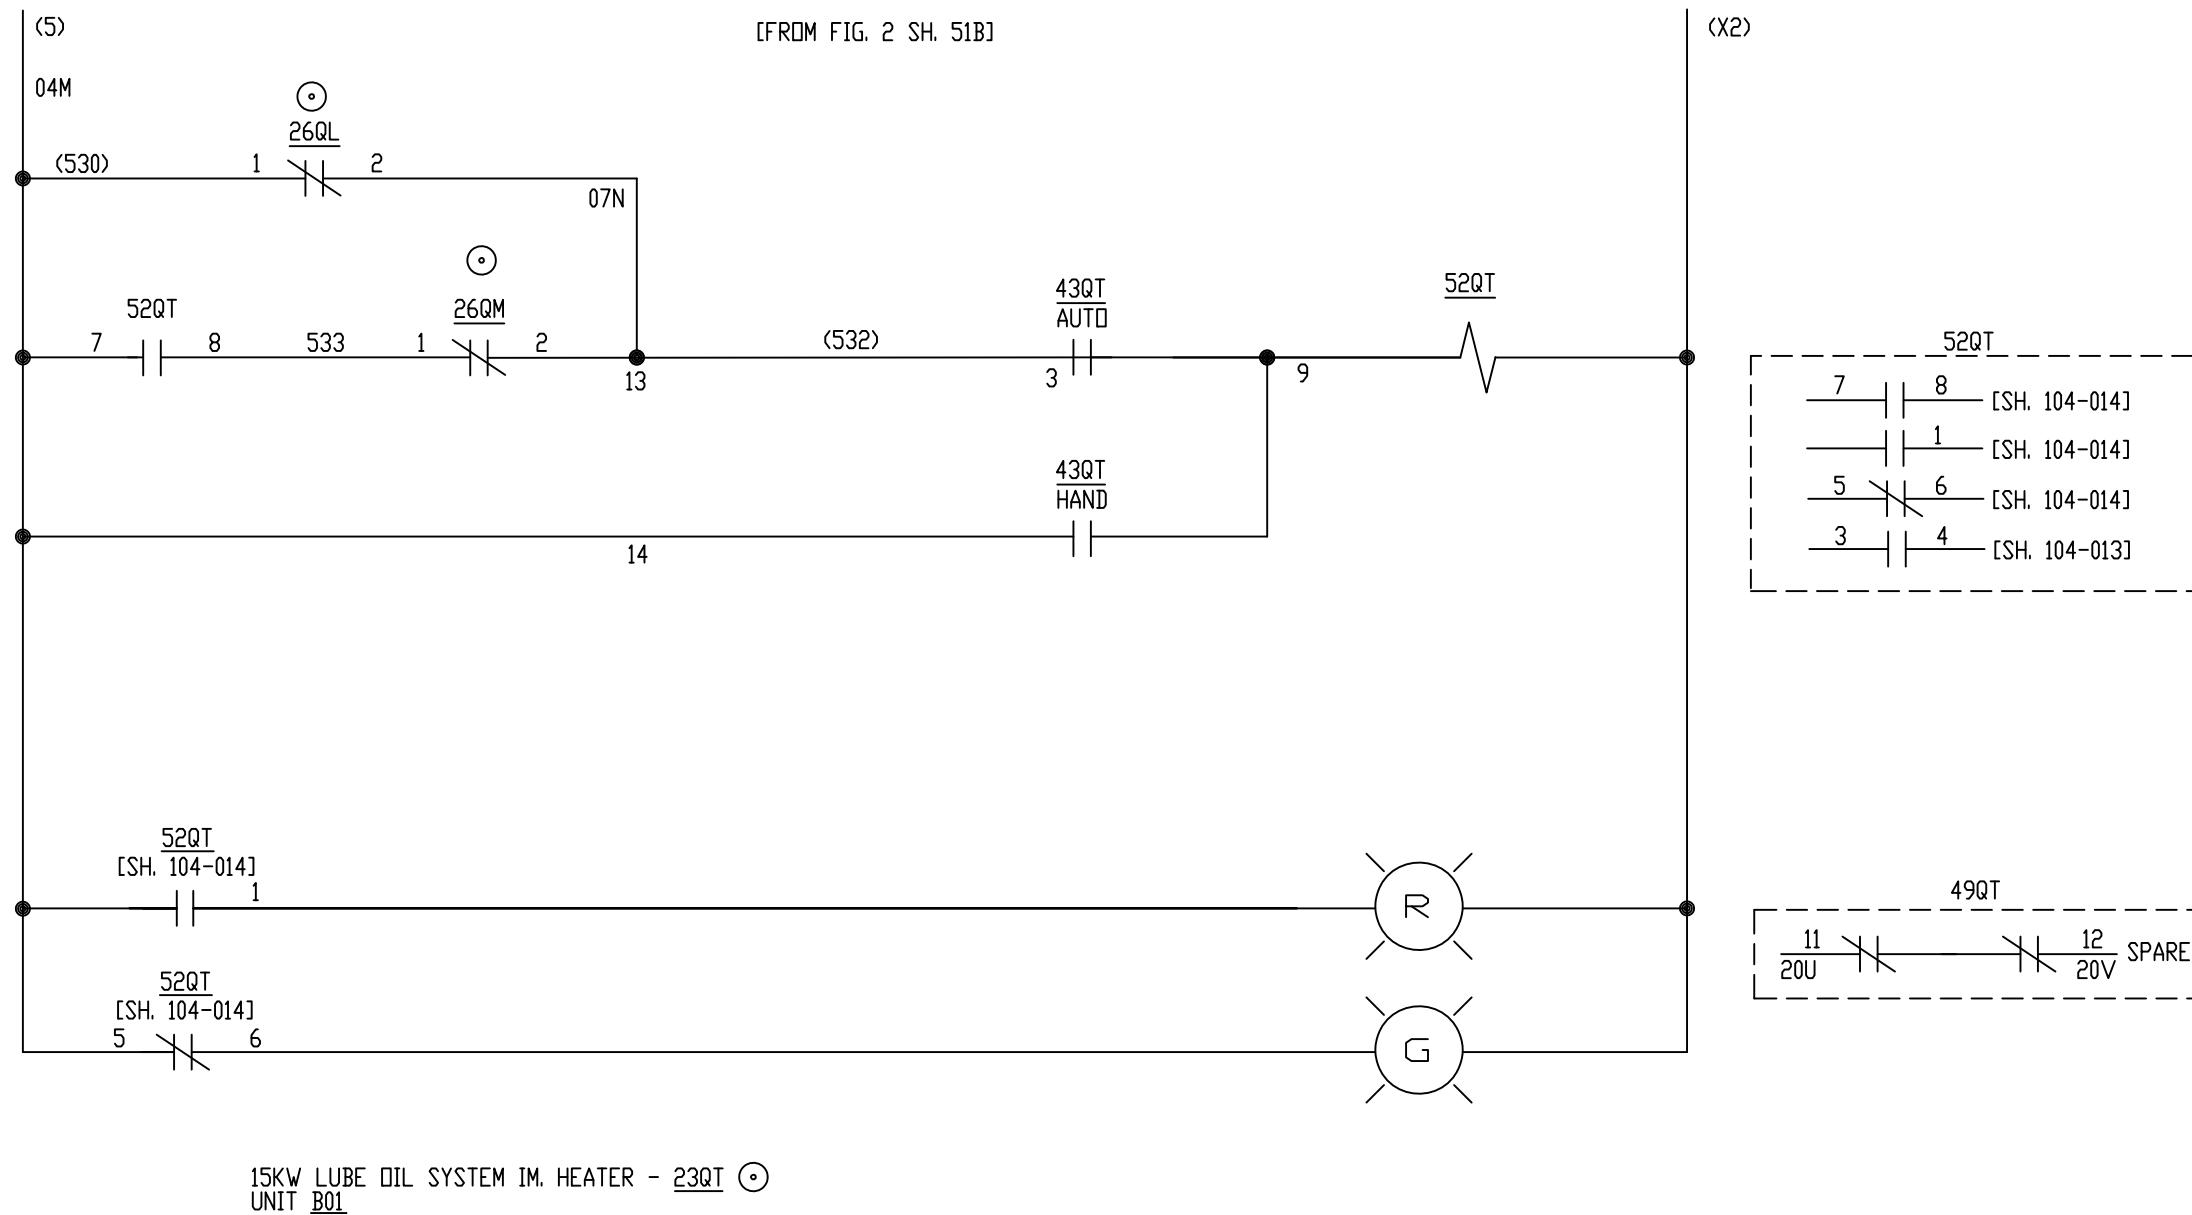 (5)
[FROM FIG. 2 SH. 51B]
(X2)
04M
26QL
(530)
1
2
07N
52QT
7
8
533
26QM
1
2
13
(532)
43QT
AUTO
3
9
52QT
43QT
HAND
14
52QT
7
8
[SH. 104-014]
1
[SH. 104-014]
5
6
[SH. 104-014]
3
4
[SH. 104-013]
52QT
[SH. 104-014]
1
R
49QT
11
20U
12
20V
SPARE
52QT
[SH. 104-014]
5
6
G
15KW LUBE OIL SYSTEM IM. HEATER - 23QT
UNIT B01